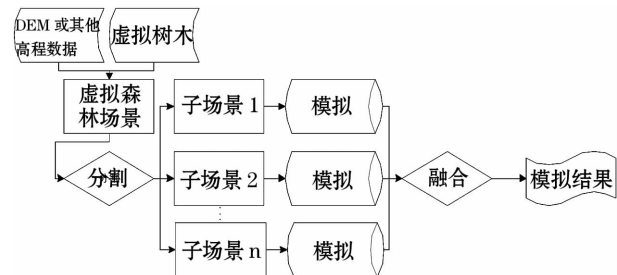 DEM 或其他
高程数据
虚拟树木
虚拟森
林场景
子场景 1
模拟
分割
子场景 2
模拟
融合
模拟结果
子场景 n
模拟